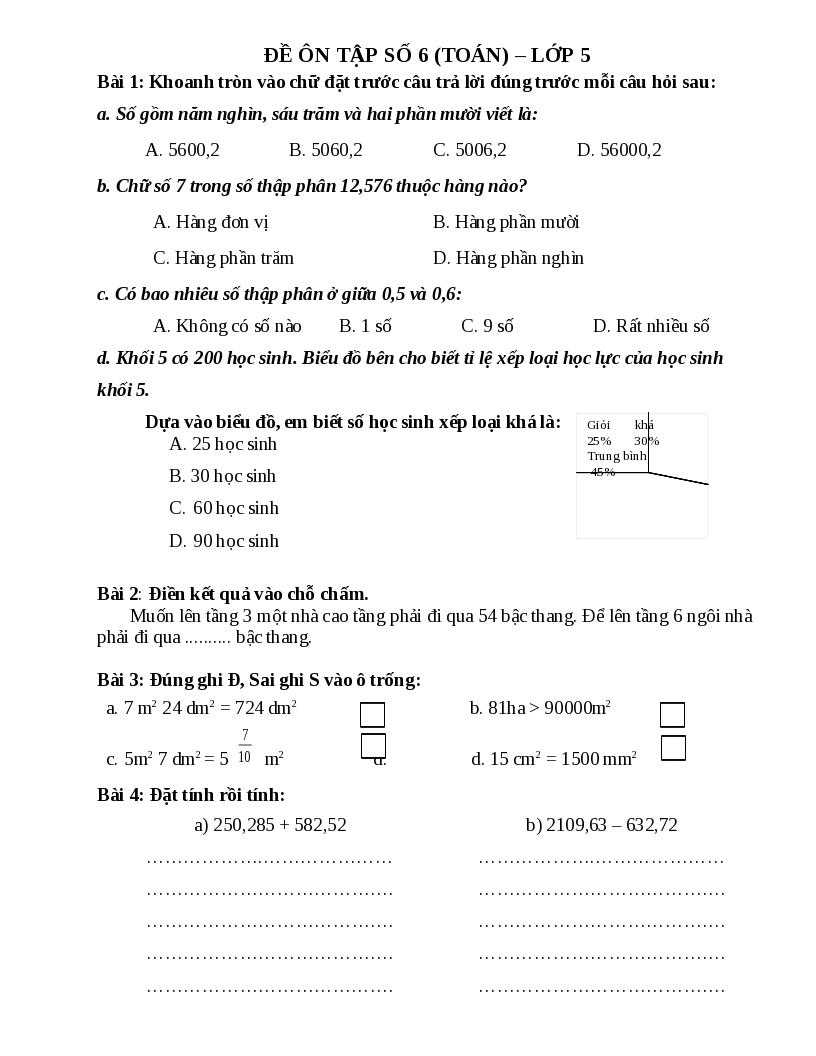 ĐỀ ÔN TẬP SỐ 6 (TOÁN) – LỚP 5
Bài 1: Khoanh tròn vào chữ đặt trước câu trả lời đúng trước mỗi câu hỏi sau:
a. Số gồm năm nghìn, sáu trăm và hai phần mười viết là:
A. 5600,2 B. 5060,2 C. 5006,2 D. 56000,2
b. Chữ số 7 trong số thập phân 12,576 thuộc hàng nào?
A. Hàng đơn vị B. Hàng phần mười
C. Hàng phần trăm D. Hàng phần nghìn
c. Có bao nhiêu số thập phân ở giữa 0,5 và 0,6:
A. Không có số nào B. 1 số C. 9 số D. Rất nhiều số
d. Khối 5 có 200 học sinh. Biểu đồ bên cho biết tỉ lệ xếp loại học lực của học sinh
khối 5.
Dựa vào biểu đồ, em biết số học sinh xếp loại khá là:
A. 25 học sinh
B. 30 học sinh
C. 60 học sinh
D. 90 học sinh
Giỏi khá
25% 30%
Trung bình
45%
Bài 2: Điền kết quả vào chỗ chấm.
Muốn lên tầng 3 một nhà cao tầng phải đi qua 54 bậc thang. Để lên tầng 6 ngôi nhà
phải đi qua ......... bậc thang.
Bài 3: Đúng ghi Đ, Sai ghi S vào ô trống:
a. 7 m² 24 dm² = 724 dm² b. 81ha > 90000m²
c. 5m² 7 dm² = 5 7/10 m² d. d. 15 cm² = 1500 mm²
Bài 4: Đặt tính rồi tính:
a) 250,285 + 582,52 b) 2109,63 – 632,72
………………………………… …………………………………
………………………………… …………………………………
………………………………… …………………………………
………………………………… …………………………………
………………………………… …………………………………